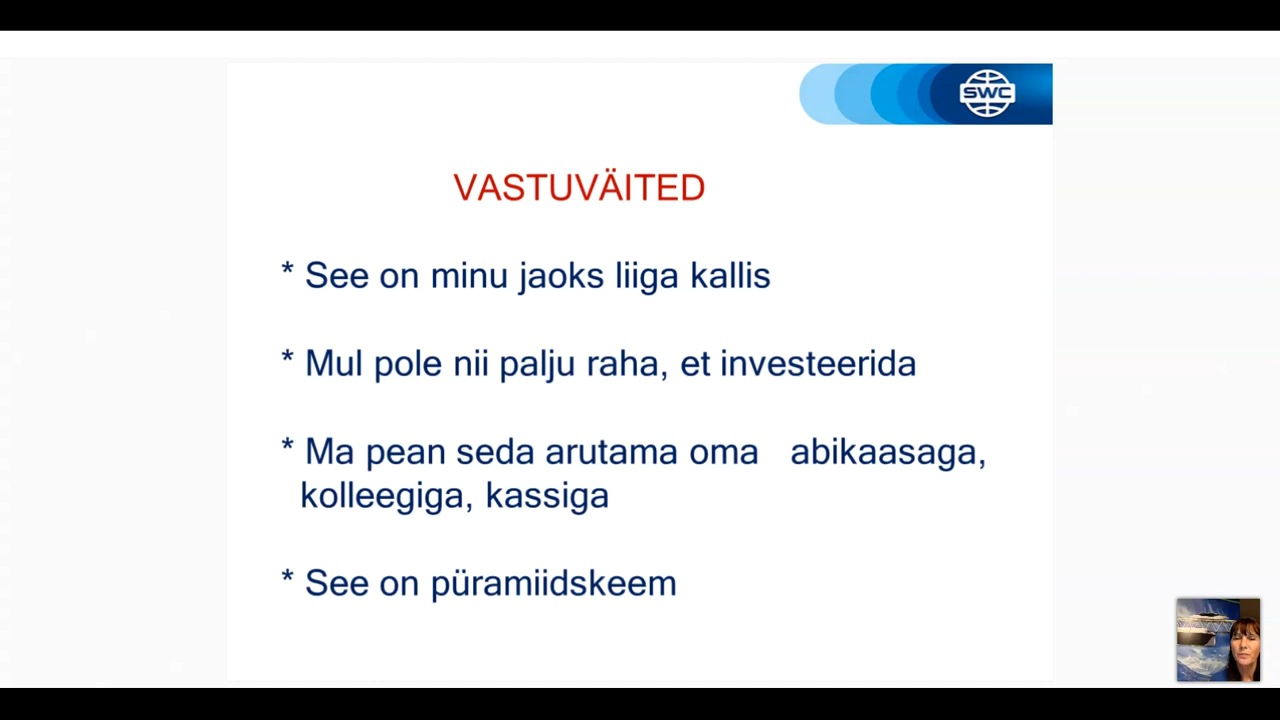 SWC
VASTUVÄITED
* See on minu jaoks liiga kallis
* Mul pole nii palju raha, et investeerida
* Ma pean seda arutama oma abikaasaga,
kolleegiga, kassiga
* See on püramiidskeem